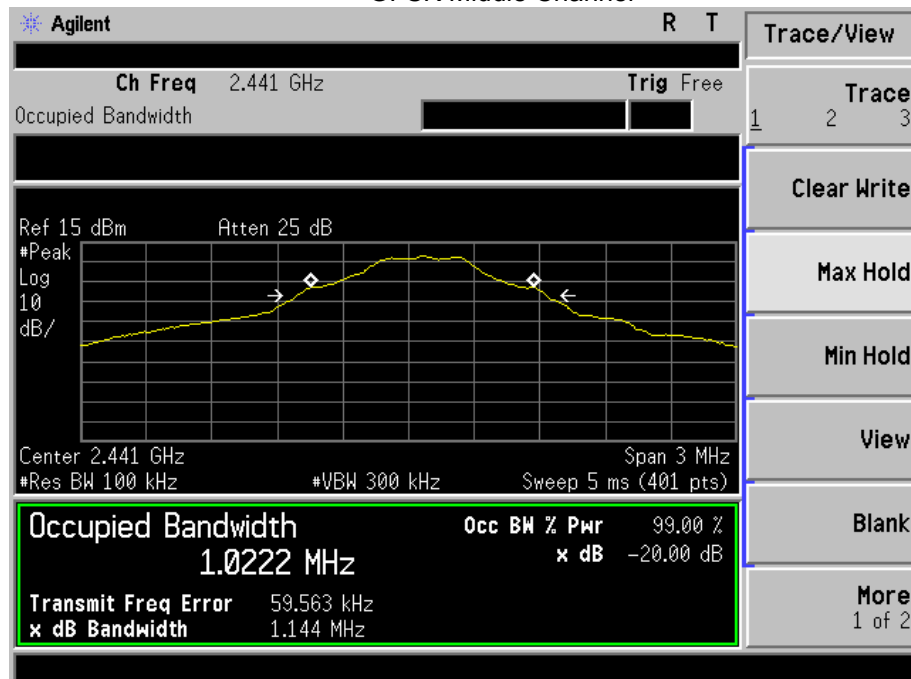 Agilent R T
Trace/View
Ch Freq 2.441 GHz Trig Free
Occupied Bandwidth
Trace
1 2 3
Clear Write
Max Hold
Min Hold
View
Blank
More
1 of 2
Ref 15 dBm Atten 25 dB
#Peak
Log
10
dB/
Center 2.441 GHz Span 3 MHz
#Res BW 100 kHz #VBW 300 kHz Sweep 5 ms (401 pts)
Occupied Bandwidth Occ BW % Pwr 99.00 %
1.0222 MHz x dB -20.00 dB
Transmit Freq Error 59.563 kHz
x dB Bandwidth 1.144 MHz